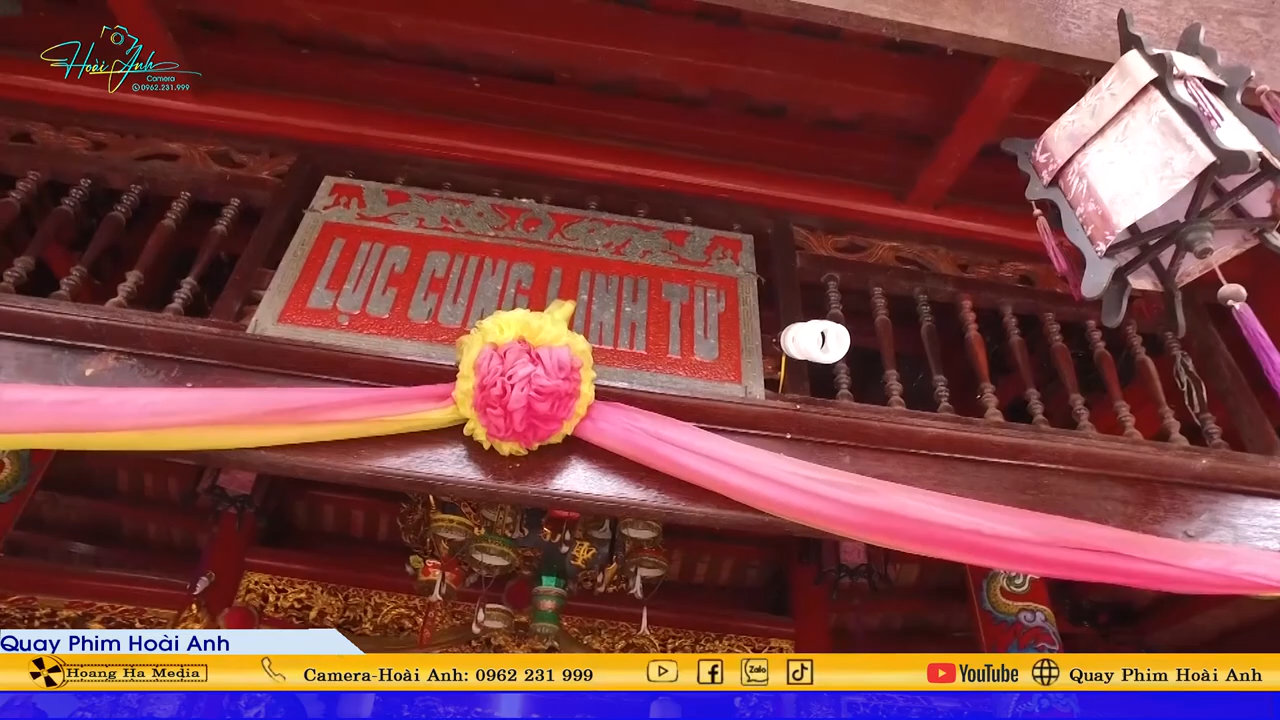 Hoài Anh
Camera
0962.231.999
LỤC CUNG LINH TỪ
Quay Phim Hoài Anh
Hoang Ha Media
Camera-Hoài Anh: 0962 231 999
Zalo
YouTube
Quay Phim Hoài Anh